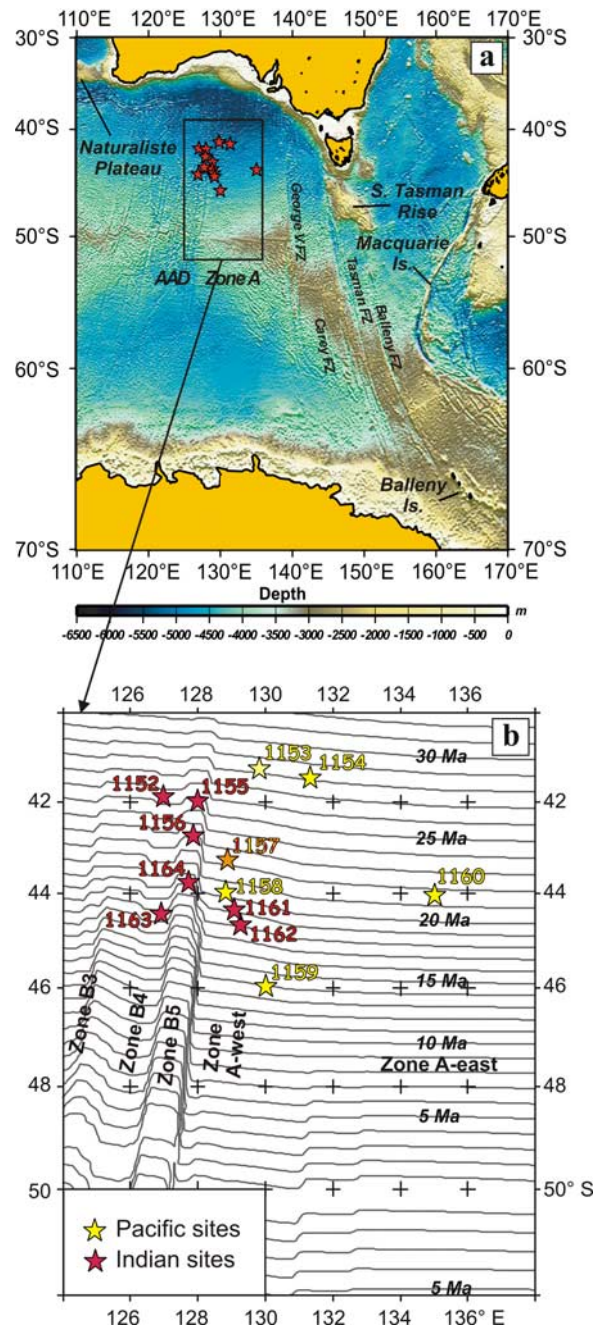 110°E 120°E 130°E 140°E 150°E 160°E 170°E
30°S a 30°S
40°S 40°S
Naturaliste
Plateau
S. Tasman
Rise
George V FZ
50°S 50°S
Macquarie
Is.
AAD Zone A
Tasman FZ
Balleny FZ
Carey FZ
60°S 60°S
Balleny
Is.
70°S 70°S
110°E 120°E 130°E 140°E 150°E 160°E 170°E
Depth
m
-6500 -6000 -5500 -5000 -4500 -4000 -3500 -3000 -2500 -2000 -1500 -1000 -500 0
126 128 130 132 134 136
b
1153 1154 30 Ma
1152 1155
42 42
1156 25 Ma
1157
1164 1158 1160
44 44
1163 1161 20 Ma
1162
1159 15 Ma
46 46
Zone B3
Zone B4
Zone B5
Zone
A-west
10 Ma
Zone A-east
48 48
5 Ma
50 50° S
Pacific sites
Indian sites
5 Ma
126 128 130 132 134 136° E